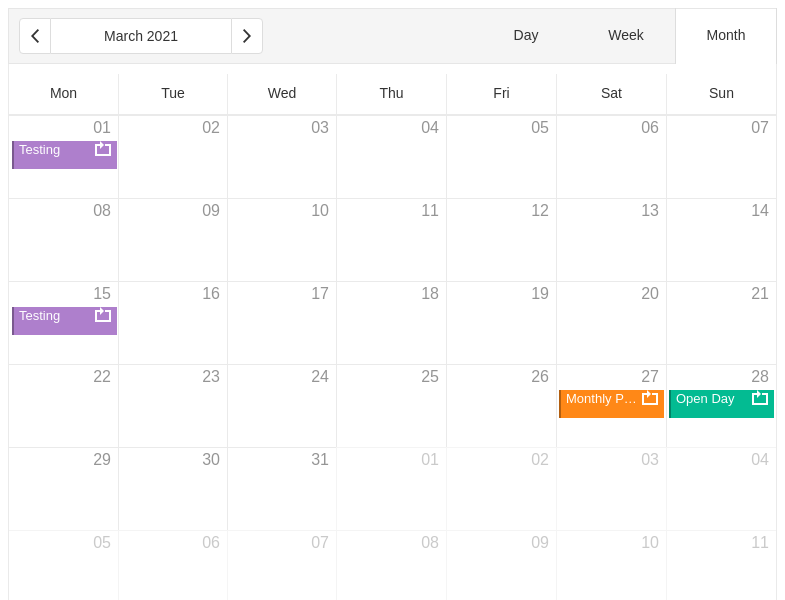 March 2021 Day Week Month
Mon Tue Wed Thu Fri Sat Sun
01 02 03 04 05 06 07
Testing
08 09 10 11 12 13 14
15 16 17 18 19 20 21
Testing
22 23 24 25 26 27 28
Monthly P... Open Day
29 30 31 01 02 03 04
05 06 07 08 09 10 11